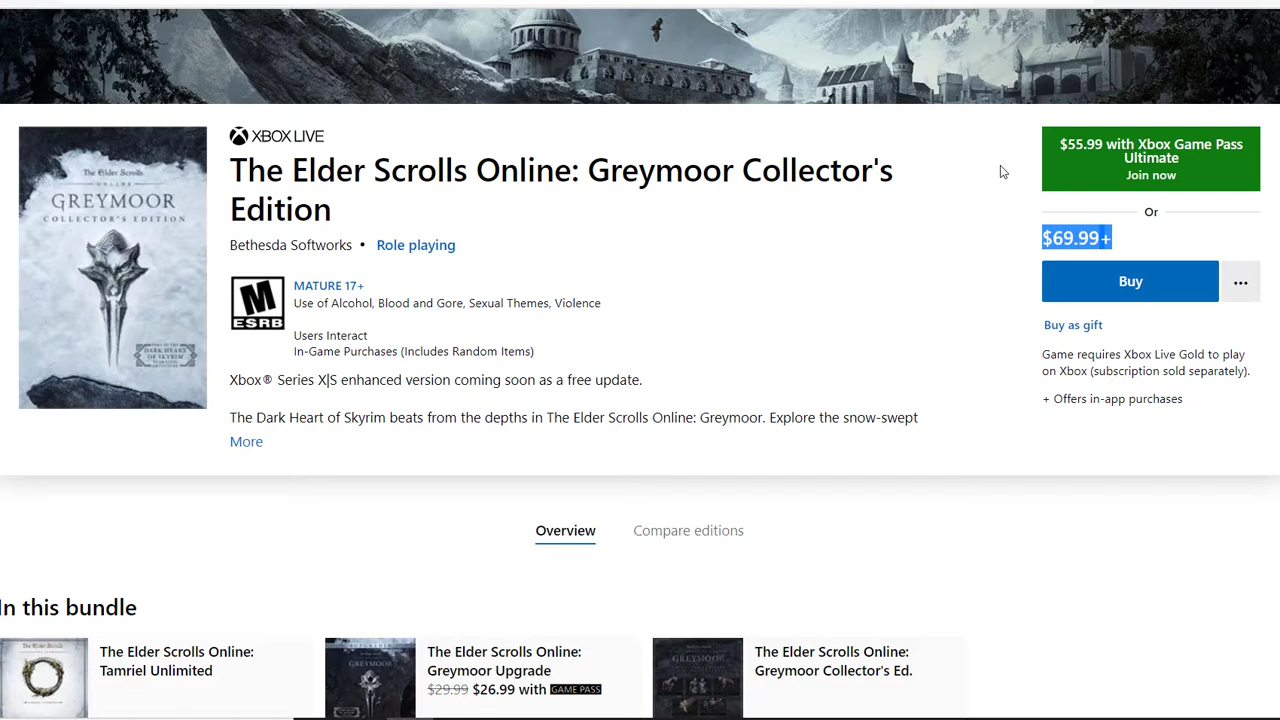 XBOX LIVE
The Elder Scrolls Online: Greymoor Collector's
Edition
Bethesda Softworks • Role playing
MATURE 17+
Use of Alcohol, Blood and Gore, Sexual Themes, Violence
Users Interact
In-Game Purchases (Includes Random Items)
Xbox® Series X|S enhanced version coming soon as a free update.
The Dark Heart of Skyrim beats from the depths in The Elder Scrolls Online: Greymoor. Explore the snow-swept
More
The Elder Scrolls
ONLINE
GREYMOOR
COLLECTOR'S EDITION
DARK HEART
OF SKYRIM
M
ESRB
$55.99 with Xbox Game Pass
Ultimate
Join now
Or
$69.99+
Buy
...
Buy as gift
Game requires Xbox Live Gold to play
on Xbox (subscription sold separately).
+ Offers in-app purchases
Overview
Compare editions
In this bundle
The Elder Scrolls Online:
Tamriel Unlimited
The Elder Scrolls Online:
Greymoor Upgrade
$29.99 $26.99 with GAME PASS
The Elder Scrolls Online:
Greymoor Collector's Ed.
GREYMOOR
GREYMOOR